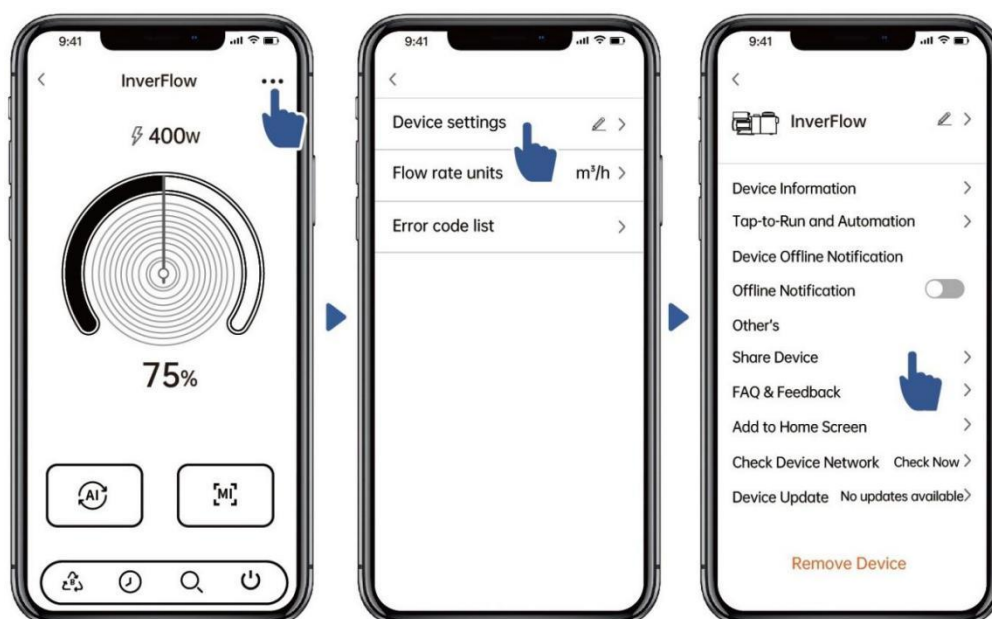 9:41
InverFlow
400w
75%
AI
MI
B
9:41
Device settings
Flow rate units m³/h
Error code list
9:41
InverFlow
Device Information
Tap-to-Run and Automation
Device Offline Notification
Offline Notification
Other's
Share Device
FAQ & Feedback
Add to Home Screen
Check Device Network Check Now
Device Update No updates available
Remove Device